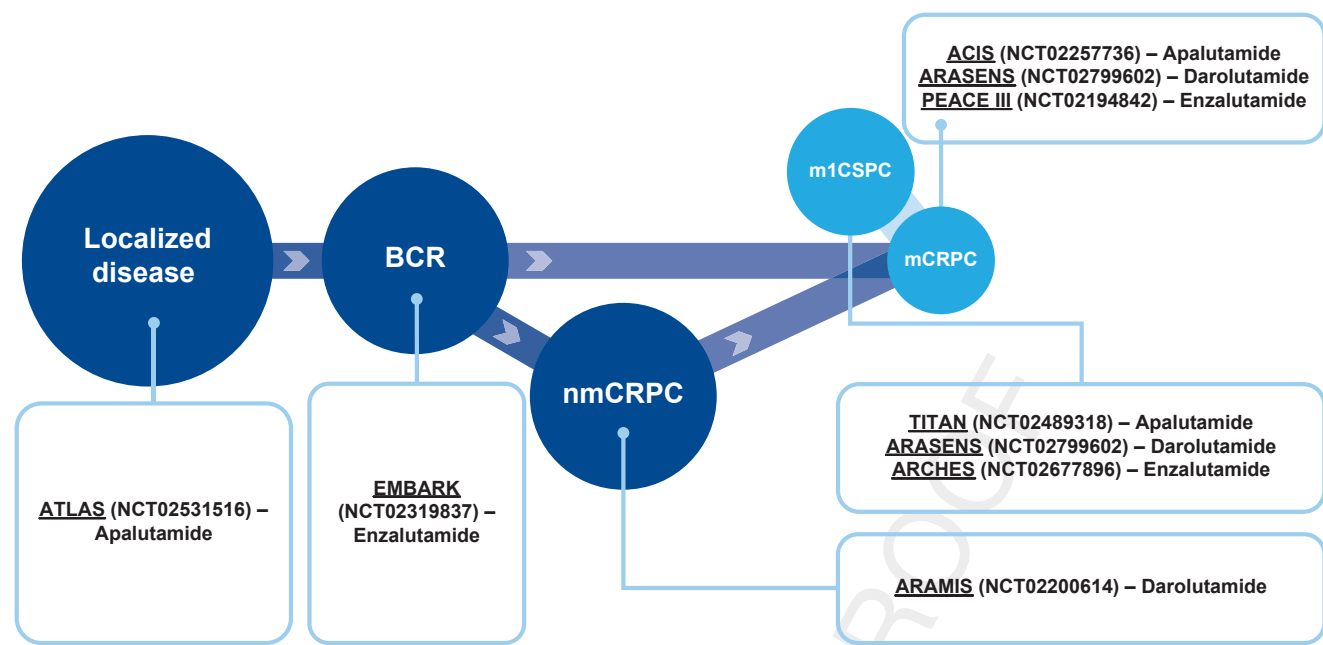 ACIS (NCT02257736) – Apalutamide
ARASENS (NCT02799602) – Darolutamide
PEACE III (NCT02194842) – Enzalutamide
m1CSPC
Localized
disease
BCR
mCRPC
nmCRPC
TITAN (NCT02489318) – Apalutamide
ARASENS (NCT02799602) – Darolutamide
ARCHES (NCT02677896) – Enzalutamide
ATLAS (NCT02531516) –
Apalutamide
EMBARK
(NCT02319837) –
Enzalutamide
ARAMIS (NCT02200614) – Darolutamide